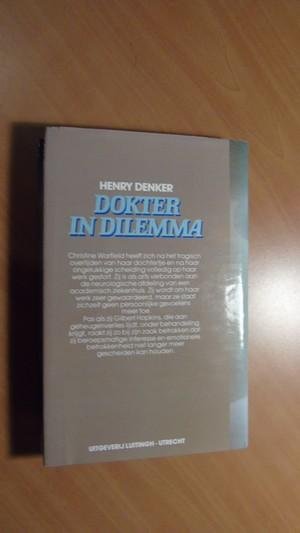 HENRY DENKER
DOKTER
IN DILEMMA
Christine Warfield heeft zich na het tragisch
overlijden van haar dochtertje en na haar
ongelukkige scheiding volledig op haar
werk gestort. Zij is als arts verbonden aan
de neurologische afdeling van een
academisch ziekenhuis. Zij wordt om haar
werk zeer gewaardeerd, maar ze staat
zichzelf geen persoonlijke gevoelens
meer toe.
Pas als zij Gilbert Hopkins, die aan
geheugenverlies lijdt, onder behandeling
krijgt, raakt zij zo bij zijn zaak betrokken dat
zij beroepsmatige interesse en emotionele
betrokkenheid niet langer meer
gescheiden kan houden.
UITGEVERIJ LUITINGH - UTRECHT